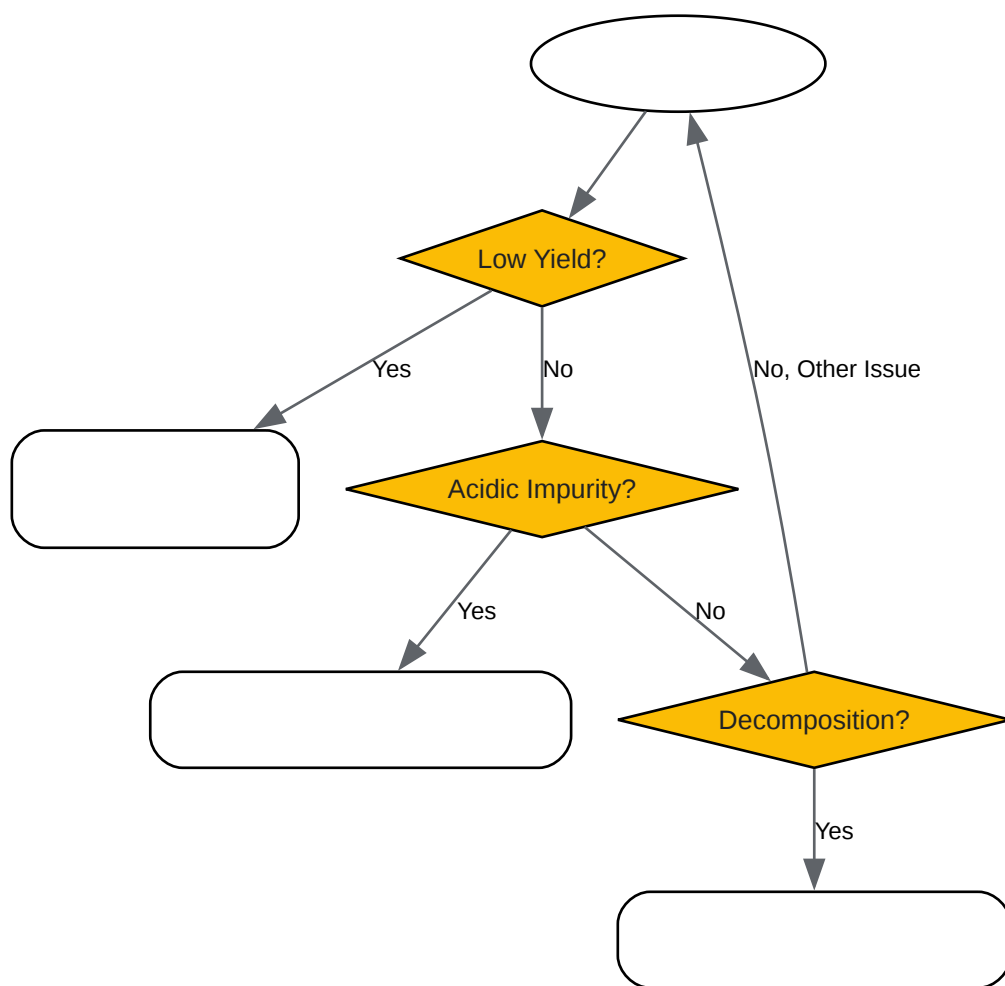 Low Yield?
Yes
No
No, Other Issue
Acidic Impurity?
Yes
No
Decomposition?
Yes